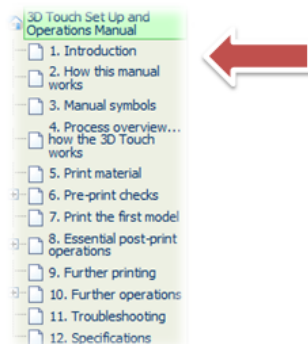 3D Touch Set Up and
Operations Manual
1. Introduction
2. How this manual
works
3. Manual symbols
4. Process overview...
how the 3D Touch
works
5. Print material
6. Pre-print checks
7. Print the first model
8. Essential post-print
operations
9. Further printing
10. Further operations
11. Troubleshooting
12. Specifications